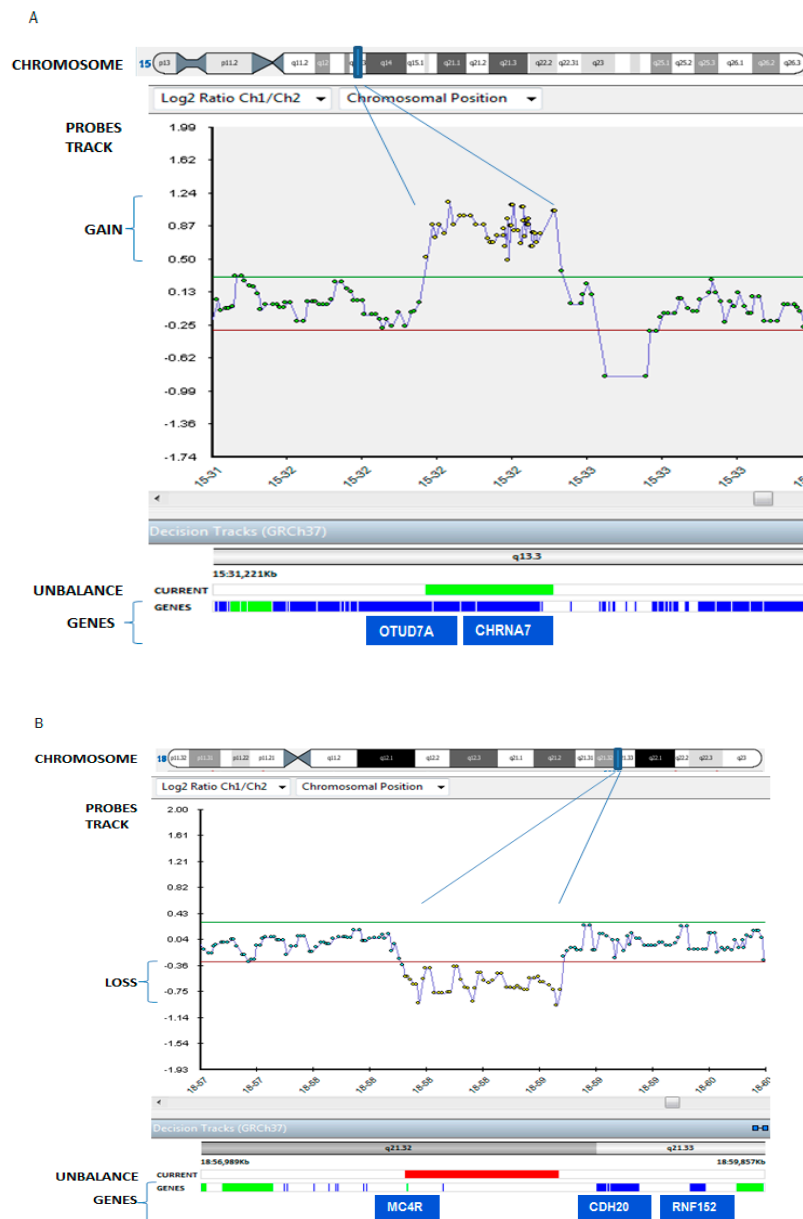 A
CHROMOSOME 15 p13 p11.2 q11.2 q12 q14 q15.1 q21.1 q21.2 q21.3 q22.2 q22.31 q23 q25.1 q25.2 q25.3 q26.1 q26.2 q26.3
Log2 Ratio Ch1/Ch2 Chromosomal Position
PROBES TRACK
GAIN
1.99
1.62
1.24
0.87
0.50
0.13
-0.25
-0.62
-0.99
-1.36
-1.74
15-31 15-32 15-32 15-32 15-32 15-33 15-33 15-33
Decision Tracks (GRCh37)
q13.3
15:31,221Kb
UNBALANCE CURRENT
GENES GENES
OTUD7A CHRNA7
B
CHROMOSOME 18 p11.32 p11.31 p11.22 p11.21 q11.2 q12.1 q12.2 q12.3 q21.1 q21.2 q21.31 q21.32 q22.1 q22.2 q22.3 q23
Log2 Ratio Ch1/Ch2 Chromosomal Position
PROBES TRACK
LOSS
2.00
1.61
1.21
0.82
0.43
0.04
-0.36
-0.75
-1.14
-1.54
-1.93
18-57 18-57 18-58 18-58 18-58 18-58 18-59 18-59 18-59 18-60 18-60
Decision Tracks (GRCh37)
q21.32 q21.33
18:56,989Kb 18:59,857Kb
UNBALANCE CURRENT
GENES GENES
MC4R CDH20 RNF152